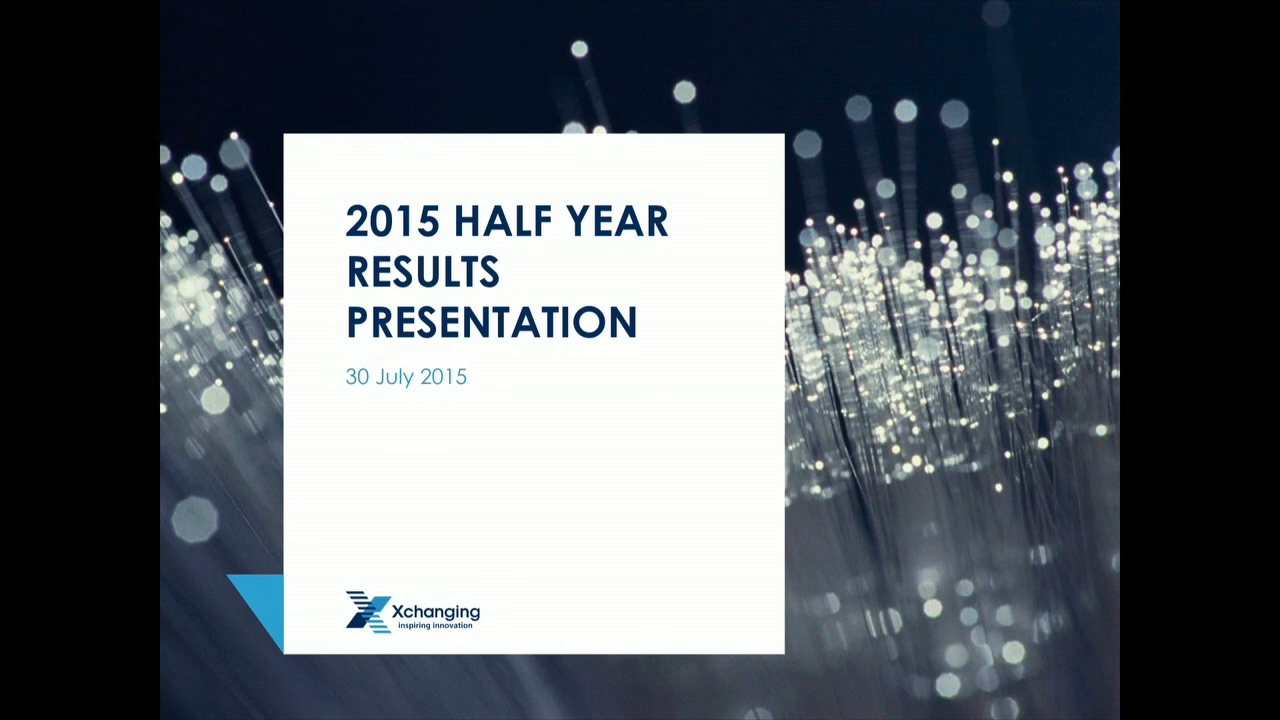 2015 HALF YEAR
RESULTS
PRESENTATION
30 July 2015
Xchanging
inspiring innovation